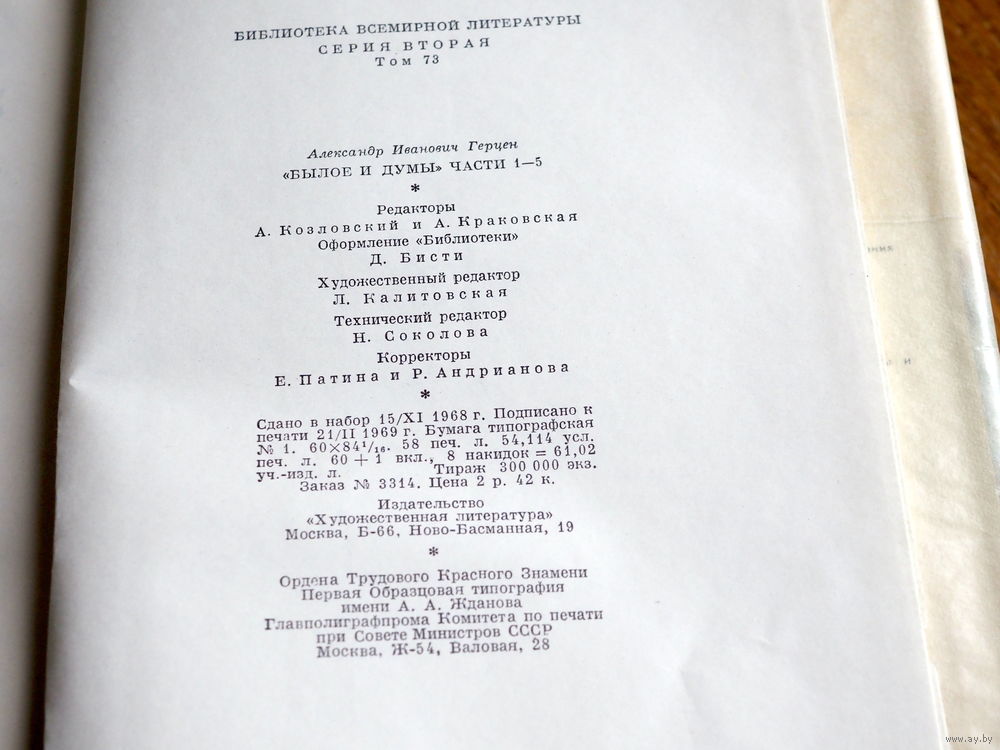 БИБЛИОТЕКА ВСЕМИРНОЙ ЛИТЕРАТУРЫ
СЕРИЯ ВТОРАЯ
Том 73
Александр Иванович Герцен
«БЫЛОЕ И ДУМЫ» ЧАСТИ 1—5
*
Редакторы
А. Козловский и А. Краковская
Оформление «Библиотеки»
Д. Бисти
Художественный редактор
Л. Калитовская
Технический редактор
Н. Соколова
Корректоры
Е. Патина и Р. Андрианова
*
Сдано в набор 15/XI 1968 г. Подписано к
печати 21/II 1969 г. Бумага типографская
№ 1. 60×84¹/₁₆. 58 печ. л. 54,114 усл.
печ. л. 60 + 1 вкл., 8 накидок = 61,02
уч.-изд. л. Тираж 300 000 экз.
Заказ № 3314. Цена 2 р. 42 к.
Издательство
«Художественная литература»
Москва, Б-66, Ново-Басманная, 19
*
Ордена Трудового Красного Знамени
Первая Образцовая типография
имени А. А. Жданова
Главполиграфпрома Комитета по печати
при Совете Министров СССР
Москва, Ж-54, Валовая, 28
www.ay.by